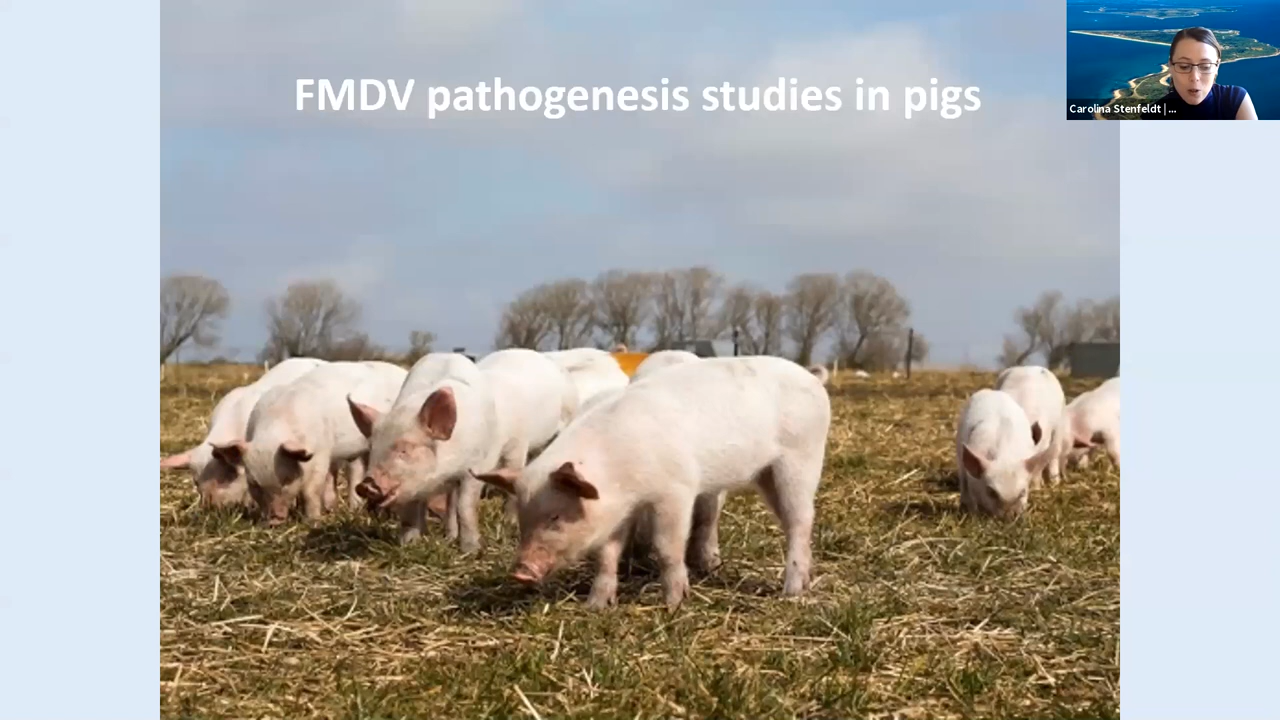 FMDV pathogenesis studies in pigs
Carolina Stenfeldt | ...